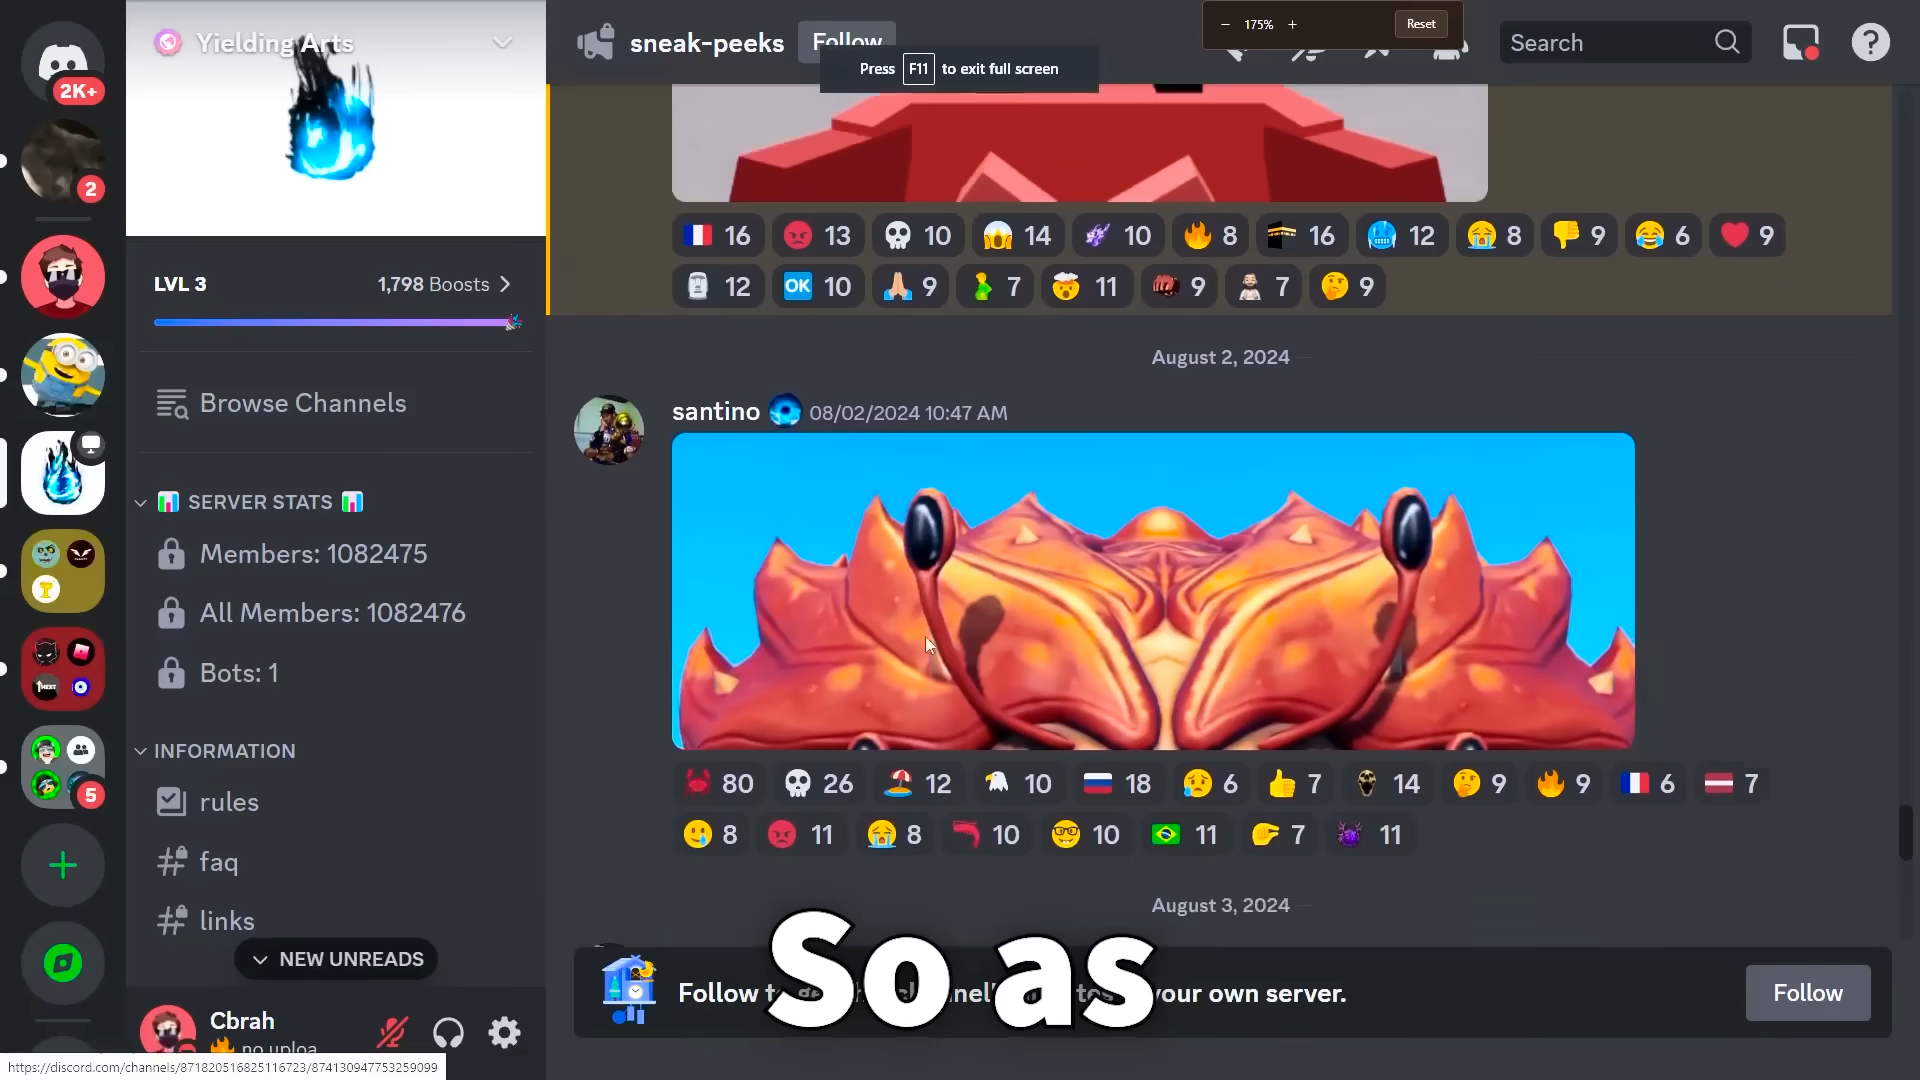 Yielding Arts
sneak-peeks
Follow
175%
Reset
Press F11 to exit full screen
Search
2K+
2
LVL 3
1,798 Boosts
Browse Channels
SERVER STATS
Members: 1082475
All Members: 1082476
Bots: 1
INFORMATION
rules
faq
links
NEW UNREADS
5
Cbrah
no uploa
https://discord.com/channels/871820516825116723/874130947753259099
16 13 10 14 10 8 16 12 8 9 6 9
12 OK 10 9 7 11 9 7 9
August 2, 2024
santino 08/02/2024 10:47 AM
80 26 12 10 18 6 7 14 9 9 6 7
8 11 8 10 10 11 7 11
August 3, 2024
So as
Follow your own server.
Follow